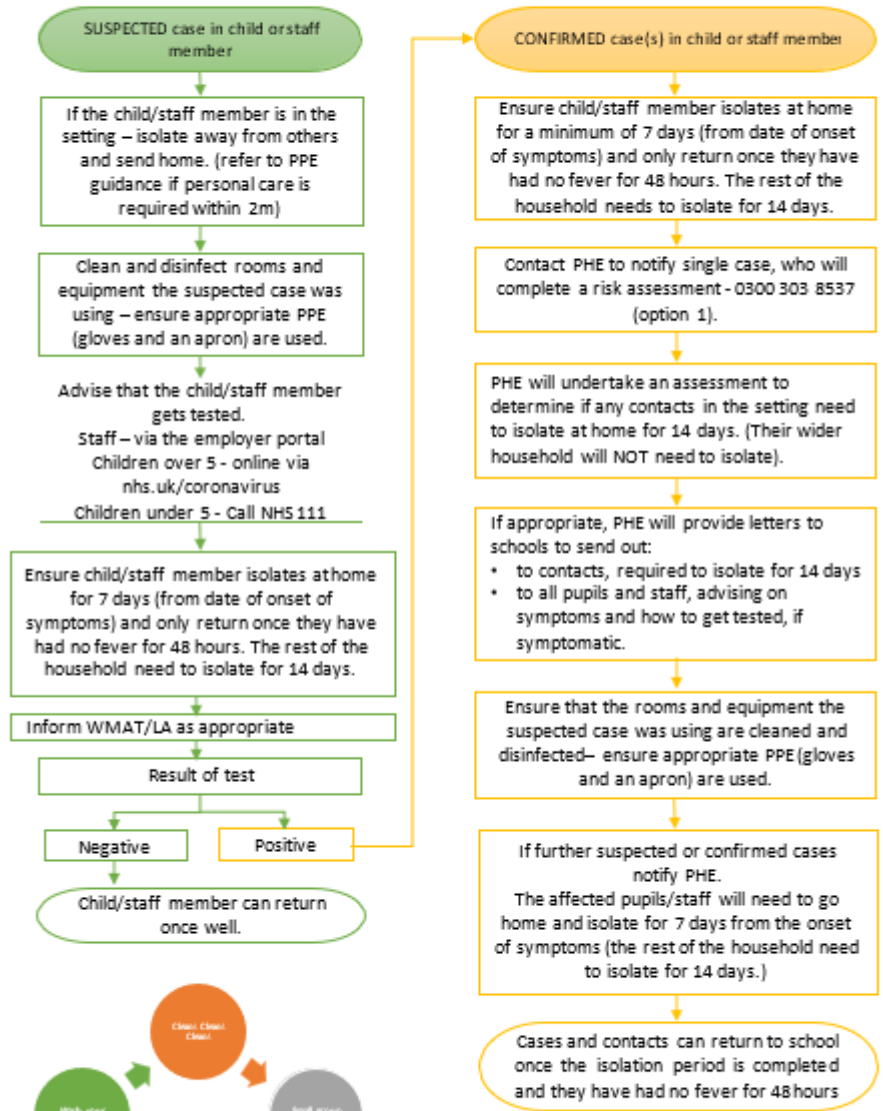 SUSPECTED case in child or staff
member
If the child/staff member is in the
setting – isolate away from others
and send home. (refer to PPE
guidance if personal care is
required within 2m)
Clean and disinfect rooms and
equipment the suspected case was
using – ensure appropriate PPE
(gloves and an apron) are used.
Advise that the child/staff member
gets tested.
Staff – via the employer portal
Children over 5 - online via
nhs.uk/coronavirus
Children under 5 - Call NHS 111
Ensure child/staff member isolates at home
for 7 days (from date of onset of
symptoms) and only return once they have
had no fever for 48 hours. The rest of the
household need to isolate for 14 days.
Inform WMAT/LA as appropriate
Result of test
Negative
Positive
Child/staff member can return
once well.
Clean! Clean!
Clean!
CONFIRMED case(s) in child or staff member
Ensure child/staff member isolates at home
for a minimum of 7 days (from date of onset
of symptoms) and only return once they have
had no fever for 48 hours. The rest of the
household needs to isolate for 14 days.
Contact PHE to notify single case, who will
complete a risk assessment - 0300 303 8537
(option 1).
PHE will undertake an assessment to
determine if any contacts in the setting need
to isolate at home for 14 days. (Their wider
household will NOT need to isolate).
If appropriate, PHE will provide letters to
schools to send out:
• to contacts, required to isolate for 14 days
• to all pupils and staff, advising on
symptoms and how to get tested, if
symptomatic.
Ensure that the rooms and equipment the
suspected case was using are cleaned and
disinfected– ensure appropriate PPE (gloves
and an apron) are used.
If further suspected or confirmed cases
notify PHE.
The affected pupils/staff will need to go
home and isolate for 7 days from the onset
of symptoms (the rest of the household need
to isolate for 14 days.)
Cases and contacts can return to school
once the isolation period is completed
and they have had no fever for 48 hours